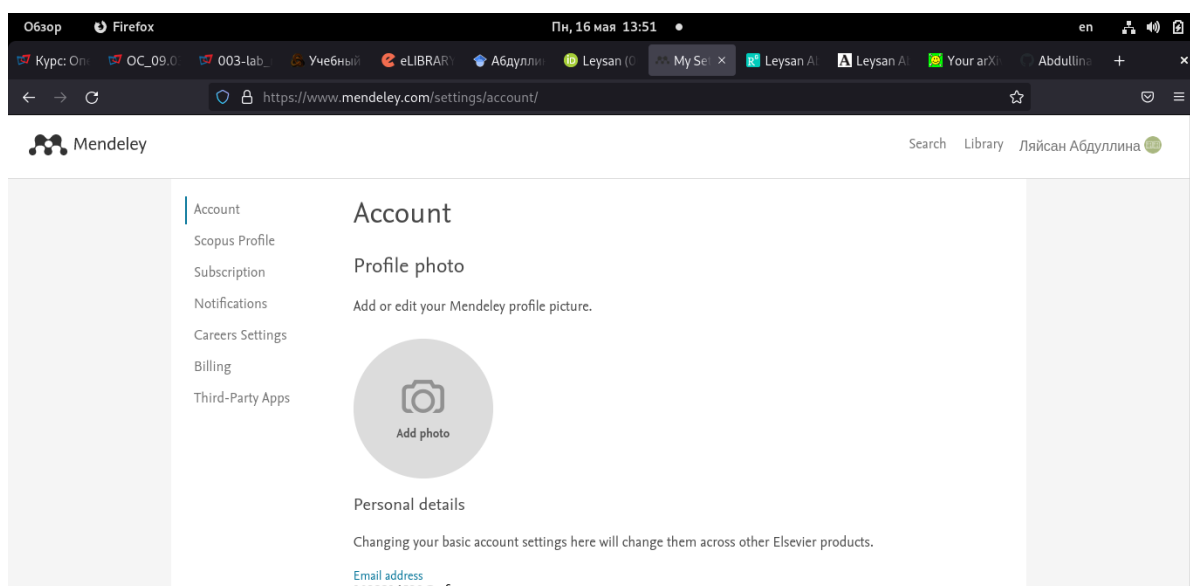 Обзор Firefox Пн, 16 мая 13:51 en
Курс: Опе ОС_09.0 003-lab_ Учебный eLIBRARY Абдулли Leysan (0 My Set Leysan Al Leysan Al Your arXi Abdullina
https://www.mendeley.com/settings/account/
Mendeley Search Library Ляйсан Абдуллина
Account
Scopus Profile
Subscription
Notifications
Careers Settings
Billing
Third-Party Apps
Account
Profile photo
Add or edit your Mendeley profile picture.
Add photo
Personal details
Changing your basic account settings here will change them across other Elsevier products.
Email address